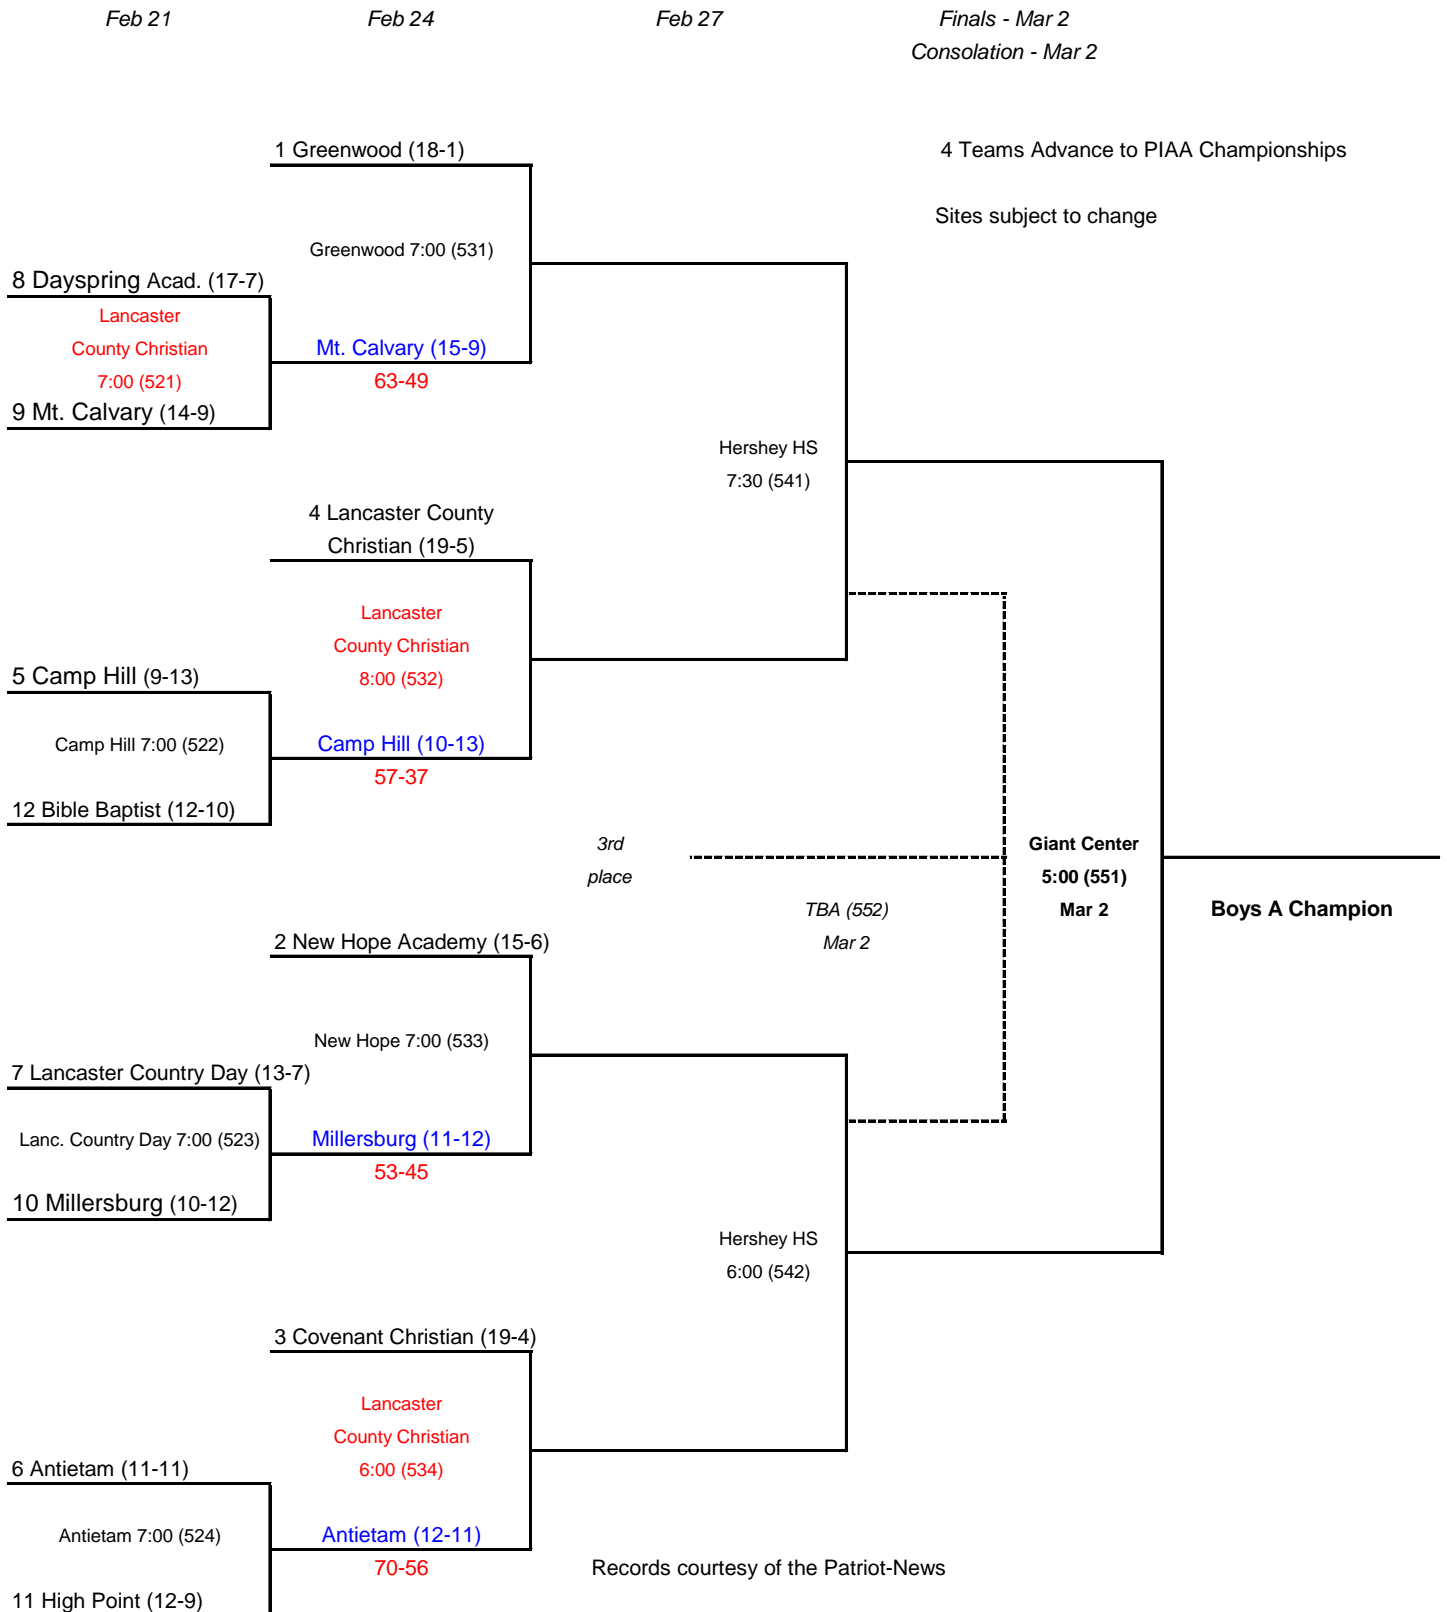 Feb 21 Feb 24 Feb 27 Finals - Mar 2
Consolation - Mar 2
1 Greenwood (18-1)
4 Teams Advance to PIAA Championships
Sites subject to change
Greenwood 7:00 (531)
8 Dayspring Acad. (17-7)
Lancaster
County Christian
7:00 (521)
Mt. Calvary (15-9)
63-49
9 Mt. Calvary (14-9)
Hershey HS
7:30 (541)
4 Lancaster County
Christian (19-5)
Lancaster
County Christian
8:00 (532)
5 Camp Hill (9-13)
Camp Hill 7:00 (522)
Camp Hill (10-13)
57-37
12 Bible Baptist (12-10)
3rd
place
Giant Center
5:00 (551)
Mar 2
TBA (552)
Mar 2
Boys A Champion
2 New Hope Academy (15-6)
New Hope 7:00 (533)
7 Lancaster Country Day (13-7)
Lanc. Country Day 7:00 (523)
Millersburg (11-12)
53-45
10 Millersburg (10-12)
Hershey HS
6:00 (542)
3 Covenant Christian (19-4)
Lancaster
County Christian
6:00 (534)
6 Antietam (11-11)
Antietam 7:00 (524)
Antietam (12-11)
70-56
Records courtesy of the Patriot-News
11 High Point (12-9)